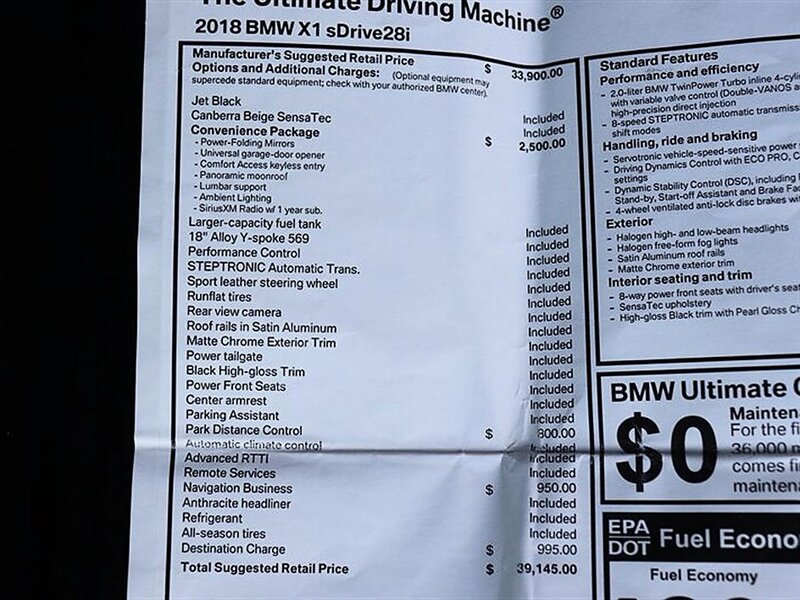 The Ultimate Driving Machine®
2018 BMW X1 sDrive28i
Manufacturer's Suggested Retail Price $ 33,900.00
Options and Additional Charges: (Optional equipment may
supercede standard equipment; check with your authorized BMW center).
Jet Black Included
Canberra Beige SensaTec Included
Convenience Package $ 2,500.00
- Power-Folding Mirrors
- Universal garage-door opener
- Comfort Access keyless entry
- Panoramic moonroof
- Lumbar support
- Ambient Lighting
- SiriusXM Radio w/ 1 year sub.
Larger-capacity fuel tank Included
18" Alloy Y-spoke 569 Included
Performance Control Included
STEPTRONIC Automatic Trans. Included
Sport leather steering wheel Included
Runflat tires Included
Rear view camera Included
Roof rails in Satin Aluminum Included
Matte Chrome Exterior Trim Included
Power tailgate Included
Black High-gloss Trim Included
Power Front Seats Included
Center armrest Included
Parking Assistant Included
Park Distance Control $ 800.00
Automatic climate control Included
Advanced RTTI Included
Remote Services Included
Navigation Business $ 950.00
Anthracite headliner Included
Refrigerant Included
All-season tires Included
Destination Charge $ 995.00
Total Suggested Retail Price $ 39,145.00
Standard Features
Performance and efficiency
- 2.0-liter BMW TwinPower Turbo inline 4-cyli
with variable valve control (Double-VANOS a
high-precision direct injection
- 8-speed STEPTRONIC automatic transmiss
shift modes
Handling, ride and braking
- Servotronic vehicle-speed-sensitive power
- Driving Dynamics Control with ECO PRO, C
settings
- Dynamic Stability Control (DSC), including
Stand-by, Start-off Assistant and Brake Fa
- 4-wheel ventilated anti-lock disc brakes wi
Exterior
- Halogen high- and low-beam headlights
- Halogen free-form fog lights
- Satin Aluminum roof rails
- Matte Chrome exterior trim
Interior seating and trim
- 8-way power front seats with driver's seat
- SensaTec upholstery
- High-gloss Black trim with Pearl Gloss Ch
BMW Ultimate C
$0
Mainten
For the fi
36,000 m
comes fi
mainten
EPA
DOT
Fuel Econo
Fuel Economy